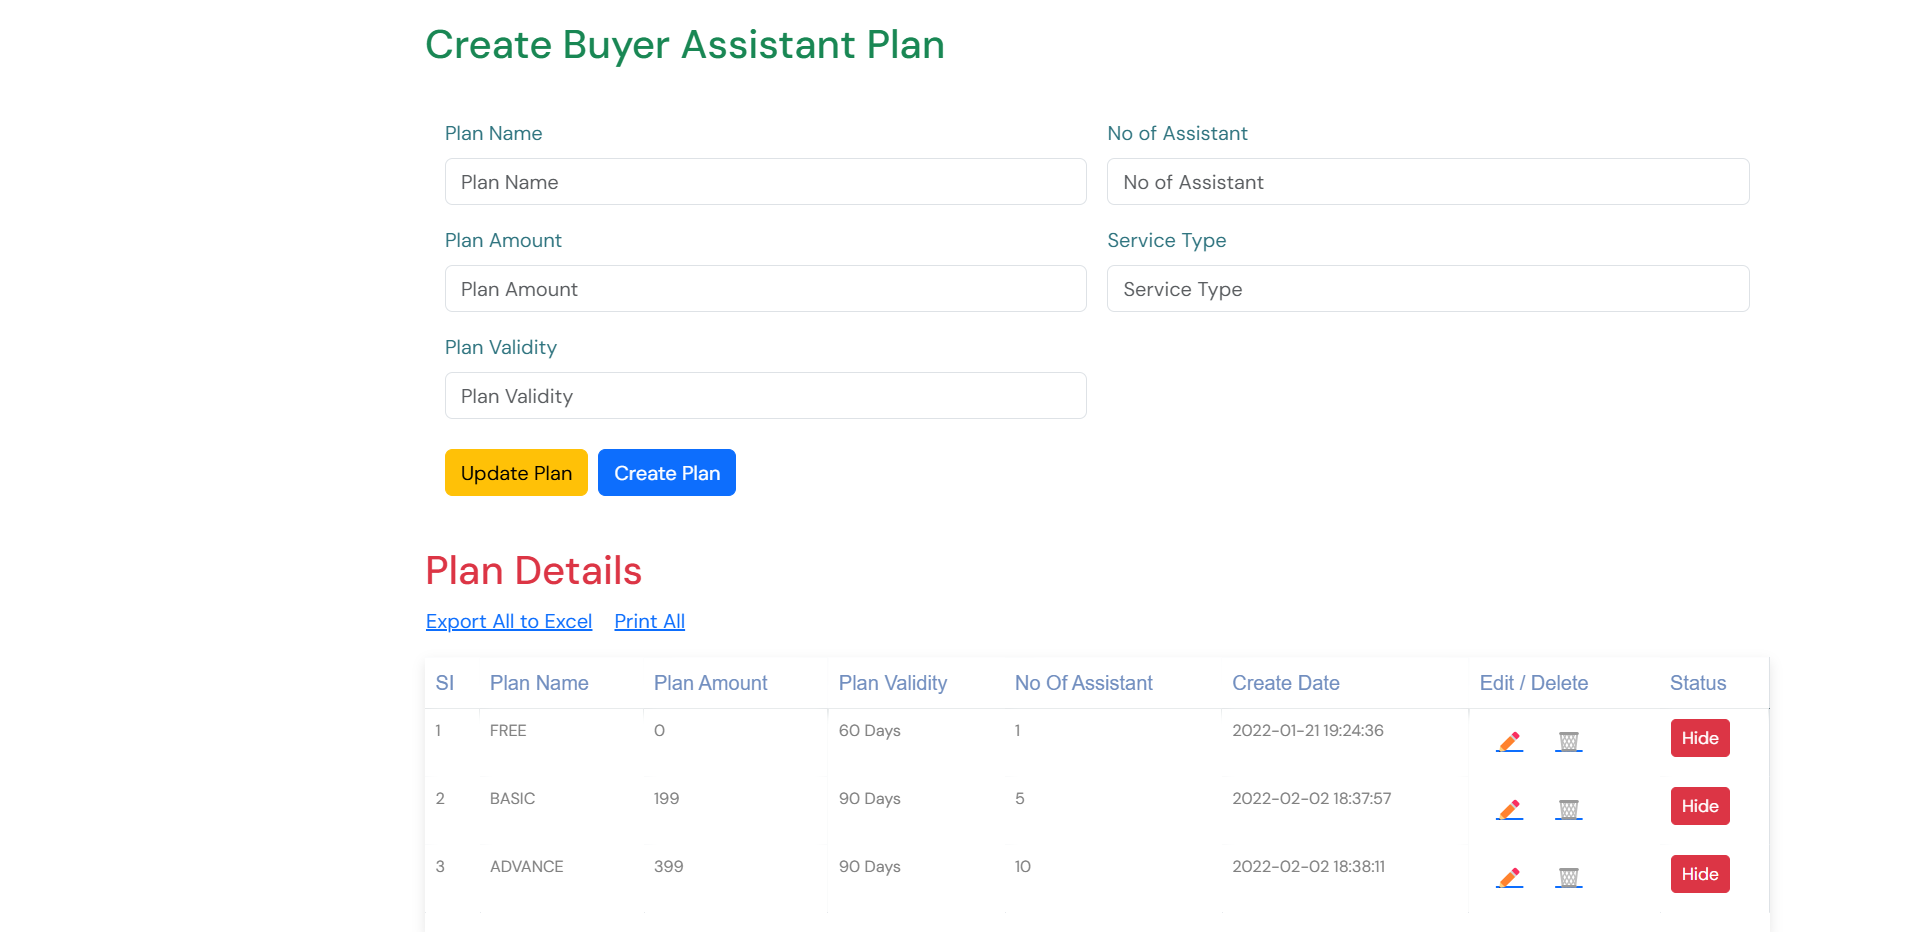 Create Buyer Assistant Plan
Plan Name
No of Assistant
Plan Name
No of Assistant
Plan Amount
Service Type
Plan Amount
Service Type
Plan Validity
Plan Validity
Update Plan Create Plan
Plan Details
Export All to Excel Print All
SI Plan Name Plan Amount Plan Validity No Of Assistant Create Date Edit / Delete Status
1 FREE 0 60 Days 1 2022-01-21 19:24:36 Hide
2 BASIC 199 90 Days 5 2022-02-02 18:37:57 Hide
3 ADVANCE 399 90 Days 10 2022-02-02 18:38:11 Hide